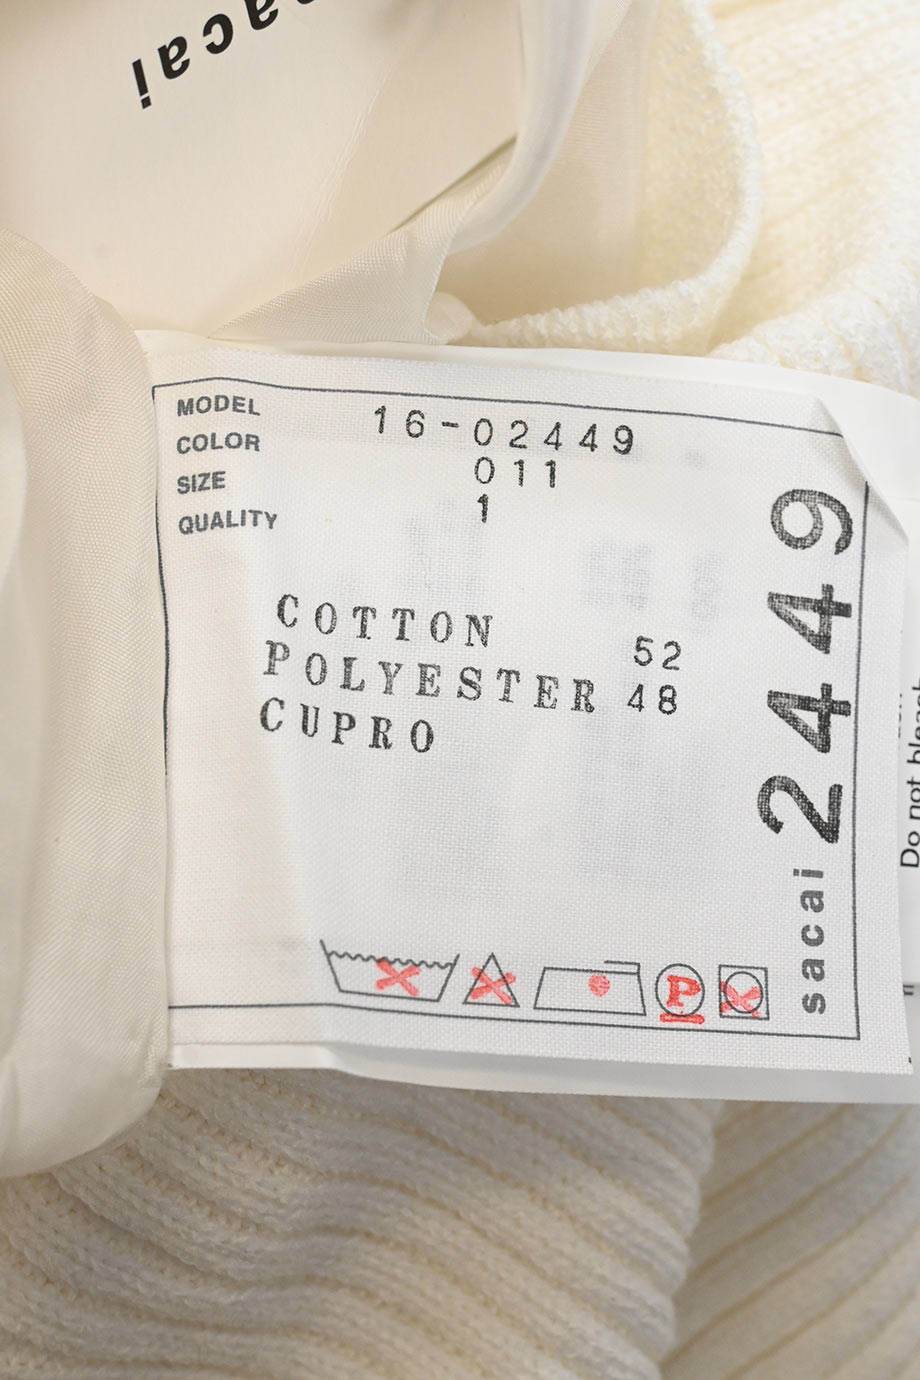 sacai
MODEL 16-02449
COLOR 011
SIZE 1
QUALITY
COTTON 52
POLYESTER 48
CUPRO
P
sacai 2449
Do not bleach